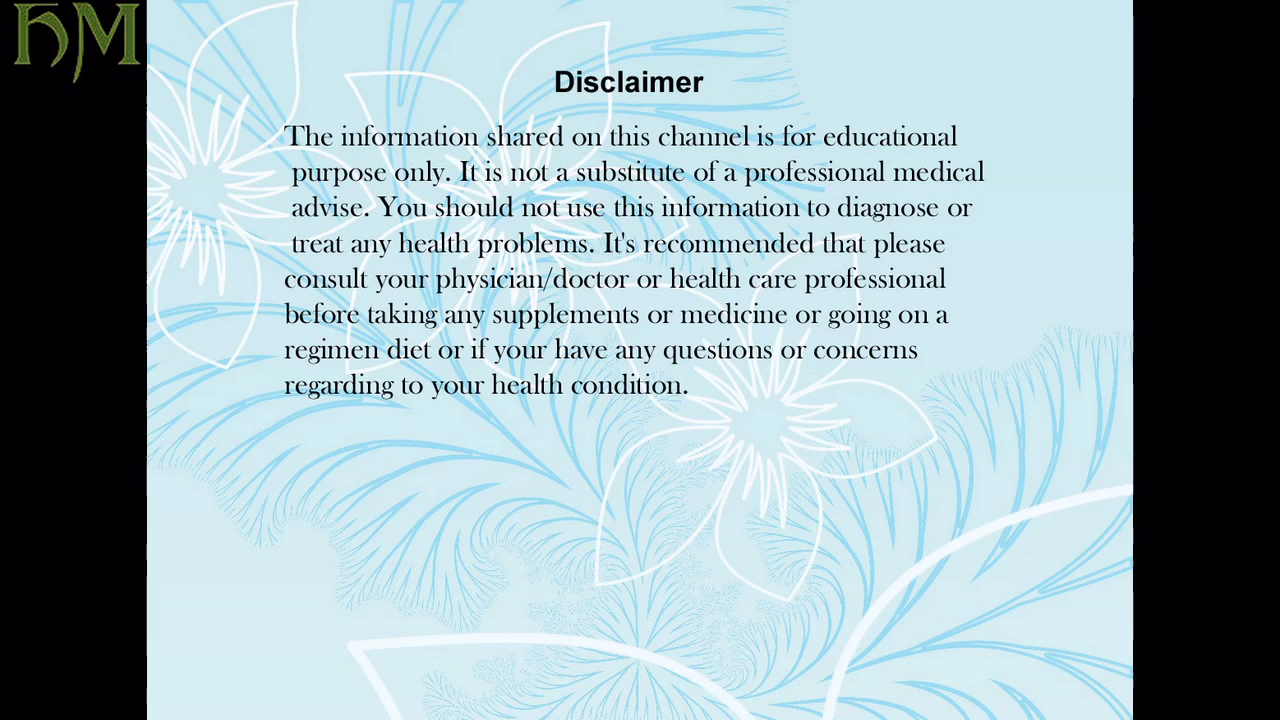 HM
Disclaimer
The information shared on this channel is for educational
purpose only. It is not a substitute of a professional medical
advise. You should not use this information to diagnose or
treat any health problems. It's recommended that please
consult your physician/doctor or health care professional
before taking any supplements or medicine or going on a
regimen diet or if your have any questions or concerns
regarding to your health condition.